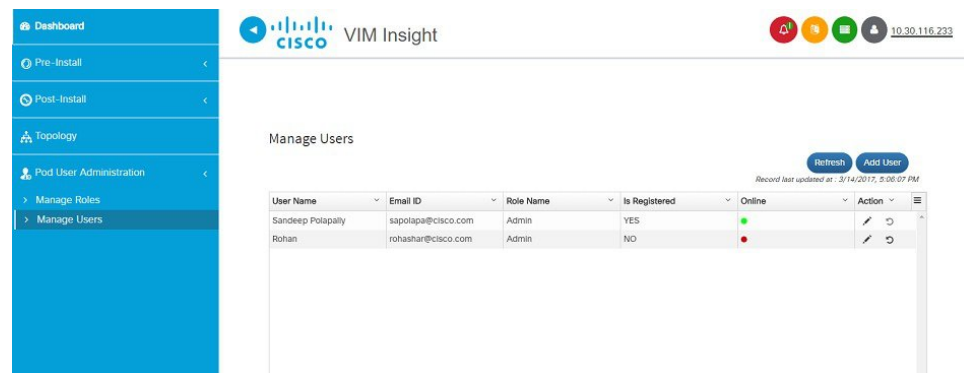 Dashboard
Pre-Install
Post-Install
Topology
Pod User Administration
Manage Roles
Manage Users
CISCO VIM Insight
10.30.116.233
Manage Users
Refresh Add User
Record last updated at : 3/14/2017, 5:06:07 PM
User Name Email ID Role Name Is Registered Online Action
Sandeep Polapally sapolapa@cisco.com Admin YES
Rohan rohashar@cisco.com Admin NO